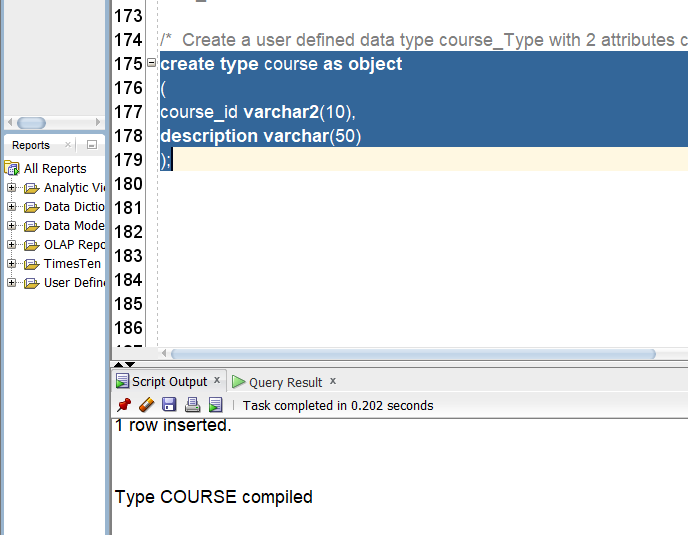 173
174 /* Create a user defined data type course_Type with 2 attributes c
175 create type course as object
176 (
177 course_id varchar2(10),
178 description varchar(50)
179 );
180
181
182
183
184
185
186
Reports ×
All Reports
Analytic Vi
Data Dictio
Data Mode
OLAP Repo
TimesTen
User Define
Script Output × Query Result ×
Task completed in 0.202 seconds
1 row inserted.
Type COURSE compiled